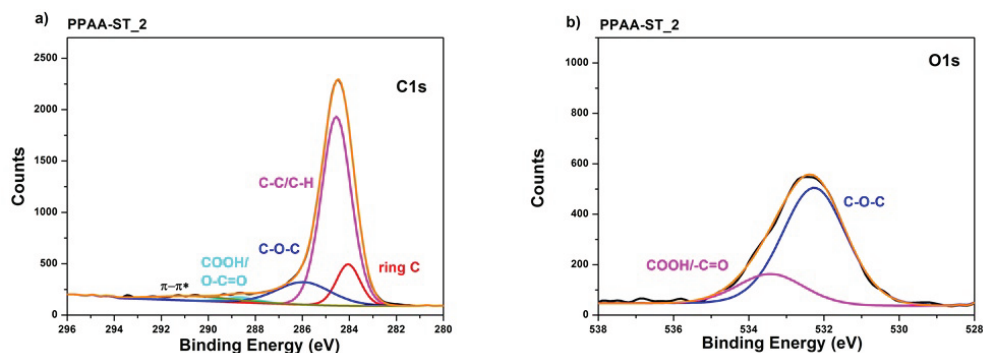 a) PPAA-ST_2
2500
2000
1500
1000
500
0
Counts
C1s
C-C/C-H
C-O-C
COOH/
O-C=O
π-π*
ring C
296 294 292 290 288 286 284 282 280
Binding Energy (eV)
b) PPAA-ST_2
1000
800
600
400
200
0
Counts
O1s
C-O-C
COOH/-C=O
538 536 534 532 530 528
Binding Energy (eV)